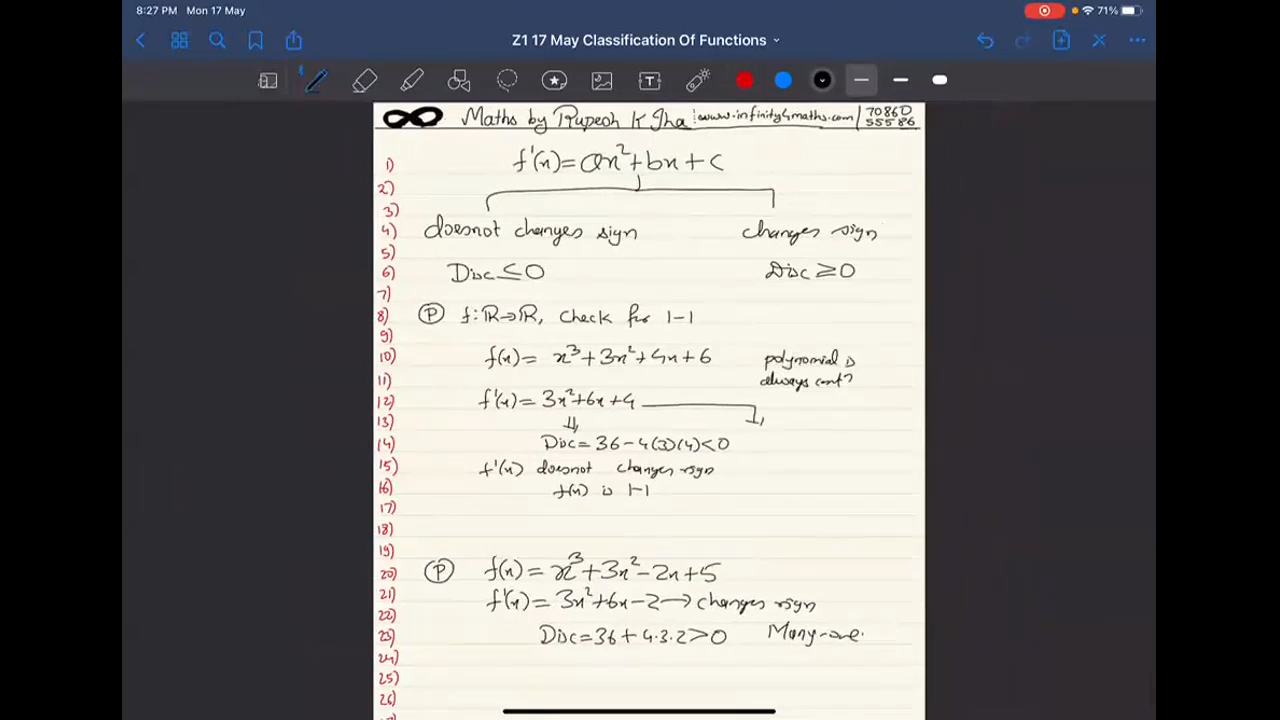 8:27 PM Mon 17 May
71%
Z1 17 May Classification Of Functions
Maths by Rupesh K Jha
www.infinity4maths.com
70860
55586
1)
f'(x)=ax²+bx+c
2)
3)
4) doesnot changes sign changes sign
5)
6) Disc ≤0 Disc ≥0
7)
8) P f:ℝ→ℝ, check for 1-1
9)
10) f(x)= x³+3x²+4x+6 polynomial is
11) always contⁿ
12) f'(x)= 3x²+6x+4
13) ⇓
14) Disc= 36-4(3)(4)<0
15) f'(x) doesnot changes sign
16) f(x) is 1-1
17)
18)
19)
20) P f(x)= x³+3x²-2x+5
21) f'(x)= 3x²+6x-2→changes sign
22)
23) Disc=36+4·3·2>0 Many-one.
24)
25)
26)